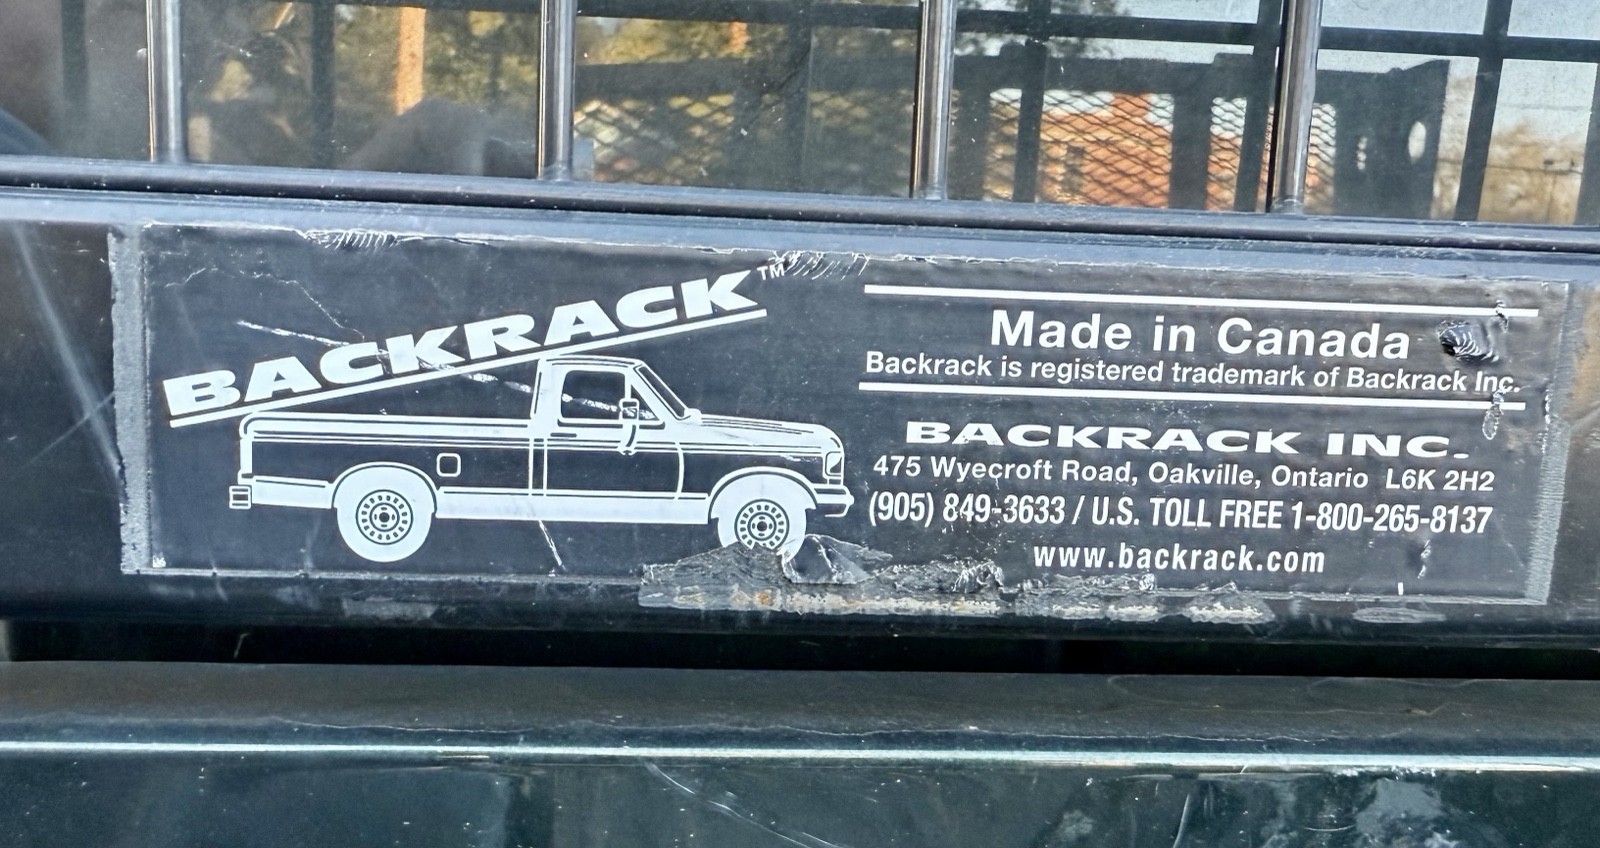 BACKRACK™
Made in Canada
Backrack is registered trademark of Backrack Inc.
BACKRACK INC.
475 Wyecroft Road, Oakville, Ontario L6K 2H2
(905) 849-3633 / U.S. TOLL FREE 1-800-265-8137
www.backrack.com